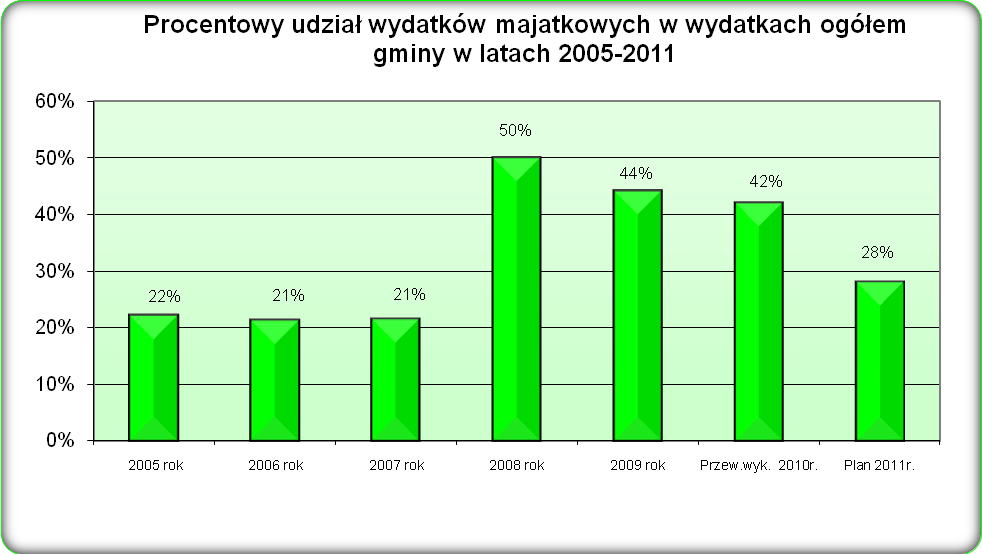 Procentowy udział wydatków majatkowych w wydatkach ogółem
gminy w latach 2005-2011
60%
50%
40%
30%
20%
10%
0%
22%
21%
21%
50%
44%
42%
28%
2005 rok
2006 rok
2007 rok
2008 rok
2009 rok
Przew.wyk. 2010r.
Plan 2011r.